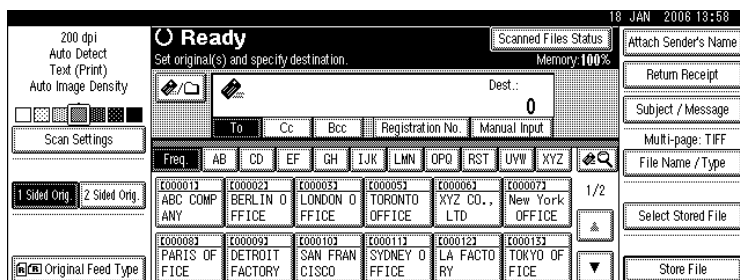 18 JAN 2006 13:58
200 dpi
Auto Detect
Text (Print)
Auto Image Density
Scan Settings
1 Sided Orig.
2 Sided Orig.
Original Feed Type
Ready
Scanned Files Status
Set original(s) and specify destination.
Memory:100%
Dest.:
0
To
Cc
Bcc
Registration No.
Manual Input
Freq.
AB
CD
EF
GH
IJK
LMN
OPQ
RST
UVW
XYZ
[00001]
ABC COMP
ANY
[00002]
BERLIN O
FFICE
[00003]
LONDON O
FFICE
[00005]
TORONTO
OFFICE
[00006]
XYZ CO.,
LTD
[00007]
New York
OFFICE
1/2
[00008]
PARIS OF
FICE
[00009]
DETROIT
FACTORY
[00010]
SAN FRAN
CISCO
[00011]
SYDNEY O
FFICE
[00012]
LA FACTO
RY
[00013]
TOKYO OF
FICE
Attach Sender's Name
Return Receipt
Subject / Message
Multi-page: TIFF
File Name / Type
Select Stored File
Store File